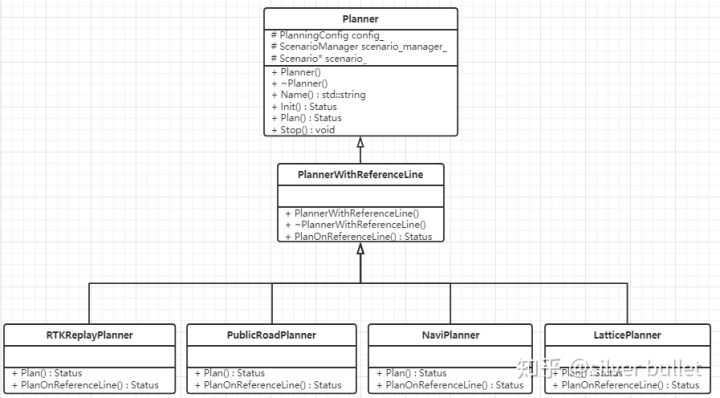 Planner
# PlanningConfig config_
# ScenarioManager scenario_manager_
# Scenario* scenario_
+ Planner()
+ ~Planner()
+ Name() : std::string
+ Init() : Status
+ Plan() : Status
+ Stop() : void
PlannerWithReferenceLine
+ PlannerWithReferenceLine()
+ ~PlannerWithReferenceLine()
+ PlanOnReferenceLine() : Status
RTKReplayPlanner
+ Plan() : Status
+ PlanOnReferenceLine() : Status
PublicRoadPlanner
+ Plan() : Status
+ PlanOnReferenceLine() : Status
NaviPlanner
+ Plan() : Status
+ PlanOnReferenceLine() : Status
LatticePlanner
+ Plan() : Status
+ PlanOnReferenceLine() : Status
知乎 @silver bullet